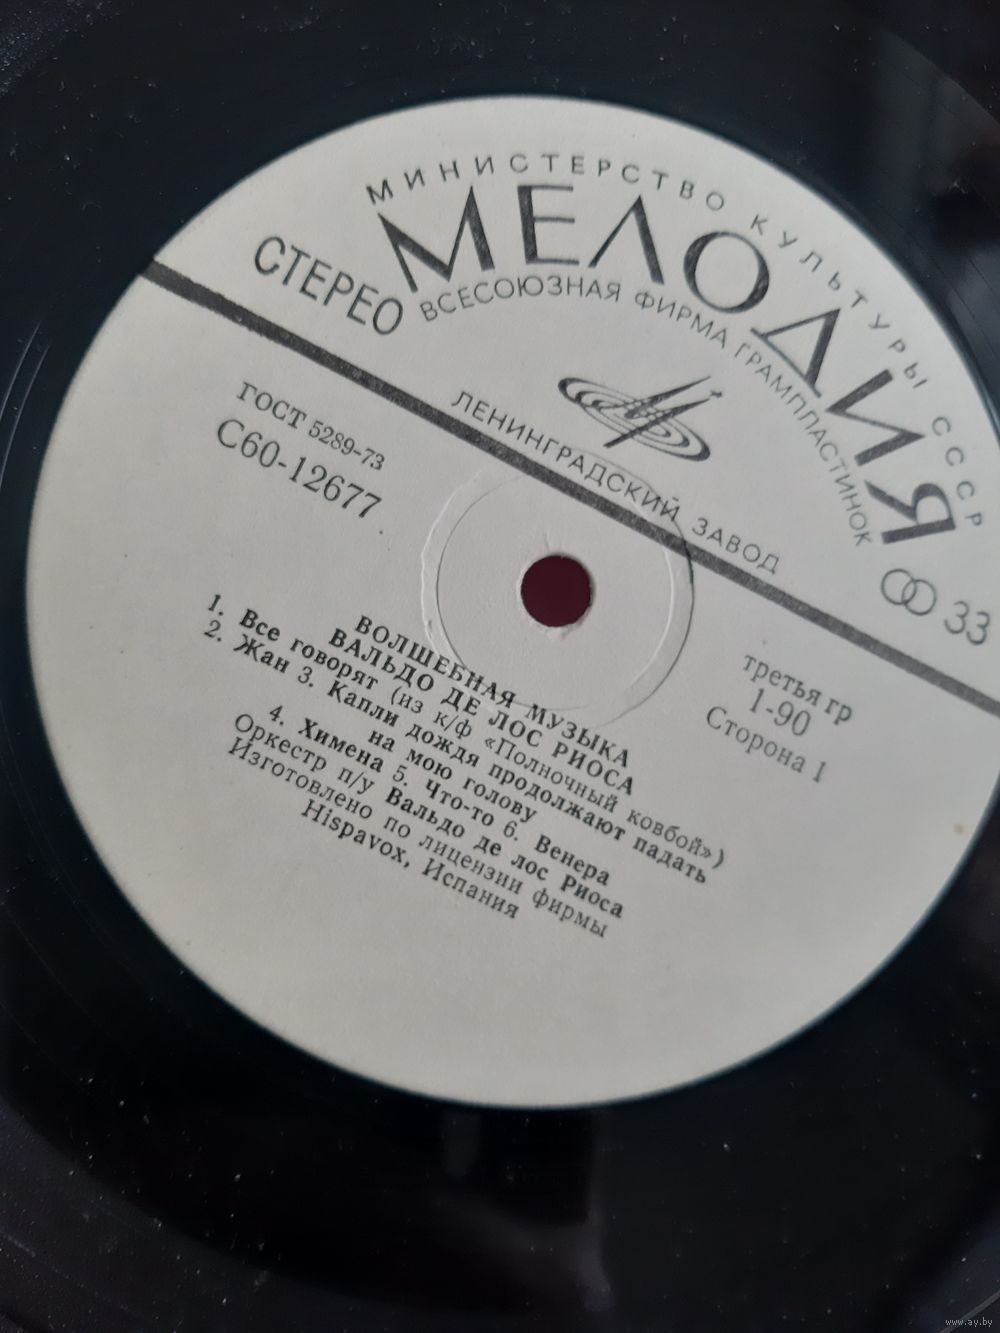 МИНИСТЕРСТВО КУЛЬТУРЫ СССР
МЕЛОДИЯ
ВСЕСОЮЗНАЯ ФИРМА ГРАМПЛАСТИНОК
СТЕРЕО
ЛЕНИНГРАДСКИЙ ЗАВОД
33
ГОСТ 5289-73
С60-12677
третья гр
1-90
Сторона 1
ВОЛШЕБНАЯ МУЗЫКА
ВАЛЬДО ДЕ ЛОС РИОСА
1. Все говорят (из к/ф «Полночный ковбой»)
2. Жан 3. Капли дождя продолжают падать
на мою голову
4. Химена 5. Что-то 6. Венера
Оркестр п/у Вальдо де лос Риоса
Изготовлено по лицензии фирмы
Hispavox, Испания
www.ay.by